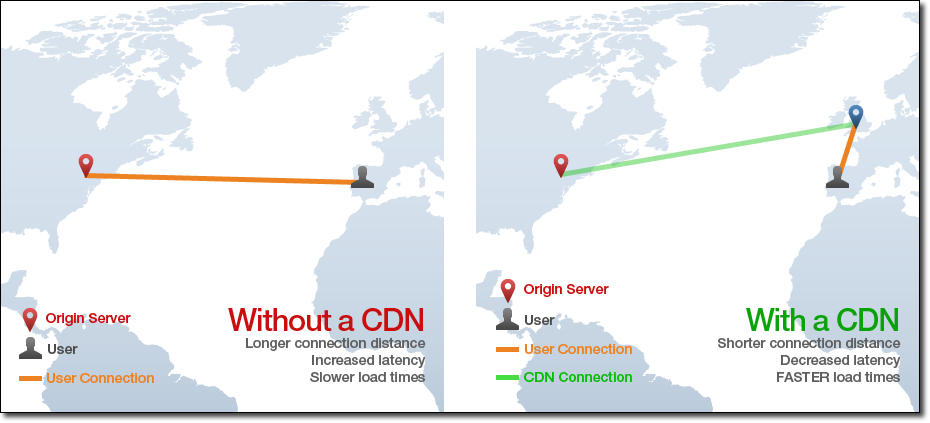 Origin Server
User
User Connection
Without a CDN
Longer connection distance
Increased latency
Slower load times
Origin Server
User
User Connection
CDN Connection
With a CDN
Shorter connection distance
Decreased latency
FASTER load times